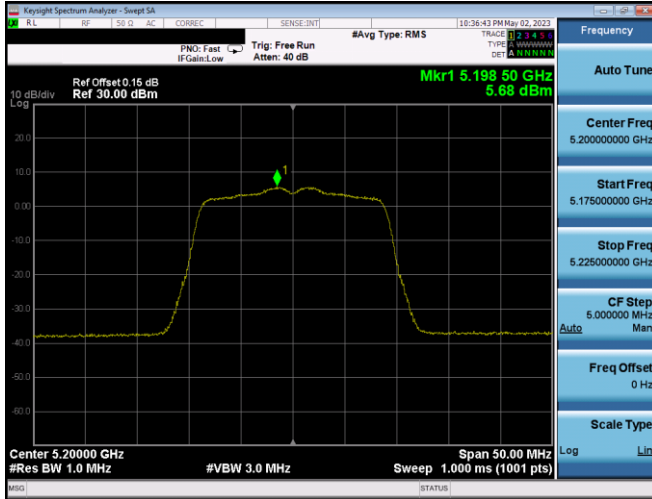 Keysight Spectrum Analyzer - Swept SA
RL RF 50 Ω AC CORREC SENSE:INT 10:36:43 PM May 02, 2023
#Avg Type: RMS
TRACE 1 2 3 4 5 6
TYPE A WWWWW
DET A N N N N N
PNO: Fast
IFGain:Low
Trig: Free Run
Atten: 40 dB
Mkr1 5.198 50 GHz
5.68 dBm
Ref Offset 0.15 dB
10 dB/div Ref 30.00 dBm
Log
20.0
10.0
0.00
-10.0
-20.0
-30.0
-40.0
-50.0
-60.0
1
Center 5.20000 GHz
Span 50.00 MHz
#Res BW 1.0 MHz
#VBW 3.0 MHz
Sweep 1.000 ms (1001 pts)
MSG
STATUS
Frequency
Auto Tune
Center Freq
5.200000000 GHz
Start Freq
5.175000000 GHz
Stop Freq
5.225000000 GHz
CF Step
5.000000 MHz
Auto Man
Freq Offset
0 Hz
Scale Type
Log Lin